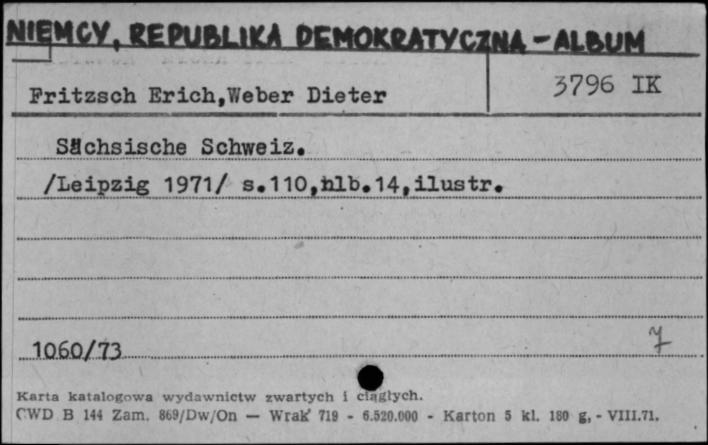 NIEMCY, REPUBLIKA DEMOKRATYCZNA - ALBUM
Fritzsch Erich,Weber Dieter
3796 IK
Sächsische Schweiz.
/Leipzig 1971/ s.110,nlb.14,ilustr.
1060/73
7
Karta katalogowa wydawnictw zwartych i ciągłych.
CWD B 144 Zam. 869/Dw/On — Wrak 719 - 6.520.000 - Karton 5 kl. 180 g, - VIII.71.